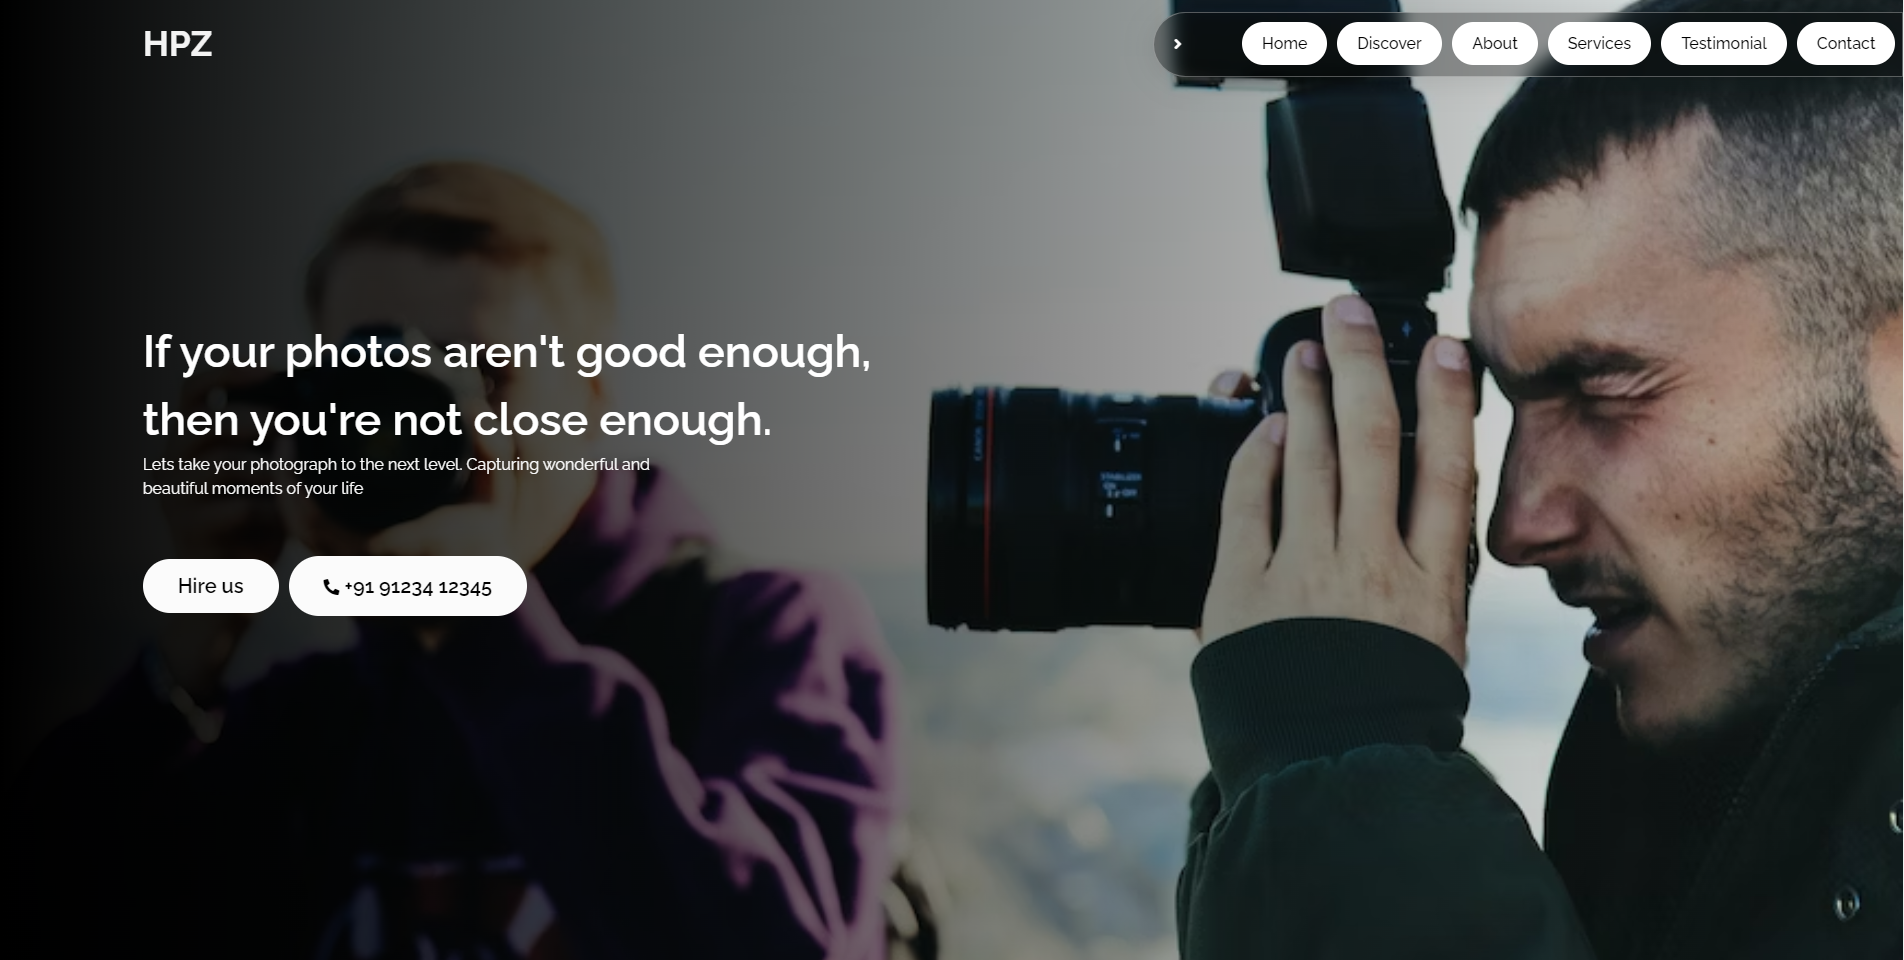 HPZ
Home Discover About Services Testimonial Contact
If your photos aren't good enough,
then you're not close enough.
Lets take your photograph to the next level. Capturing wonderful and
beautiful moments of your life
Hire us +91 91234 12345
STABILIZER